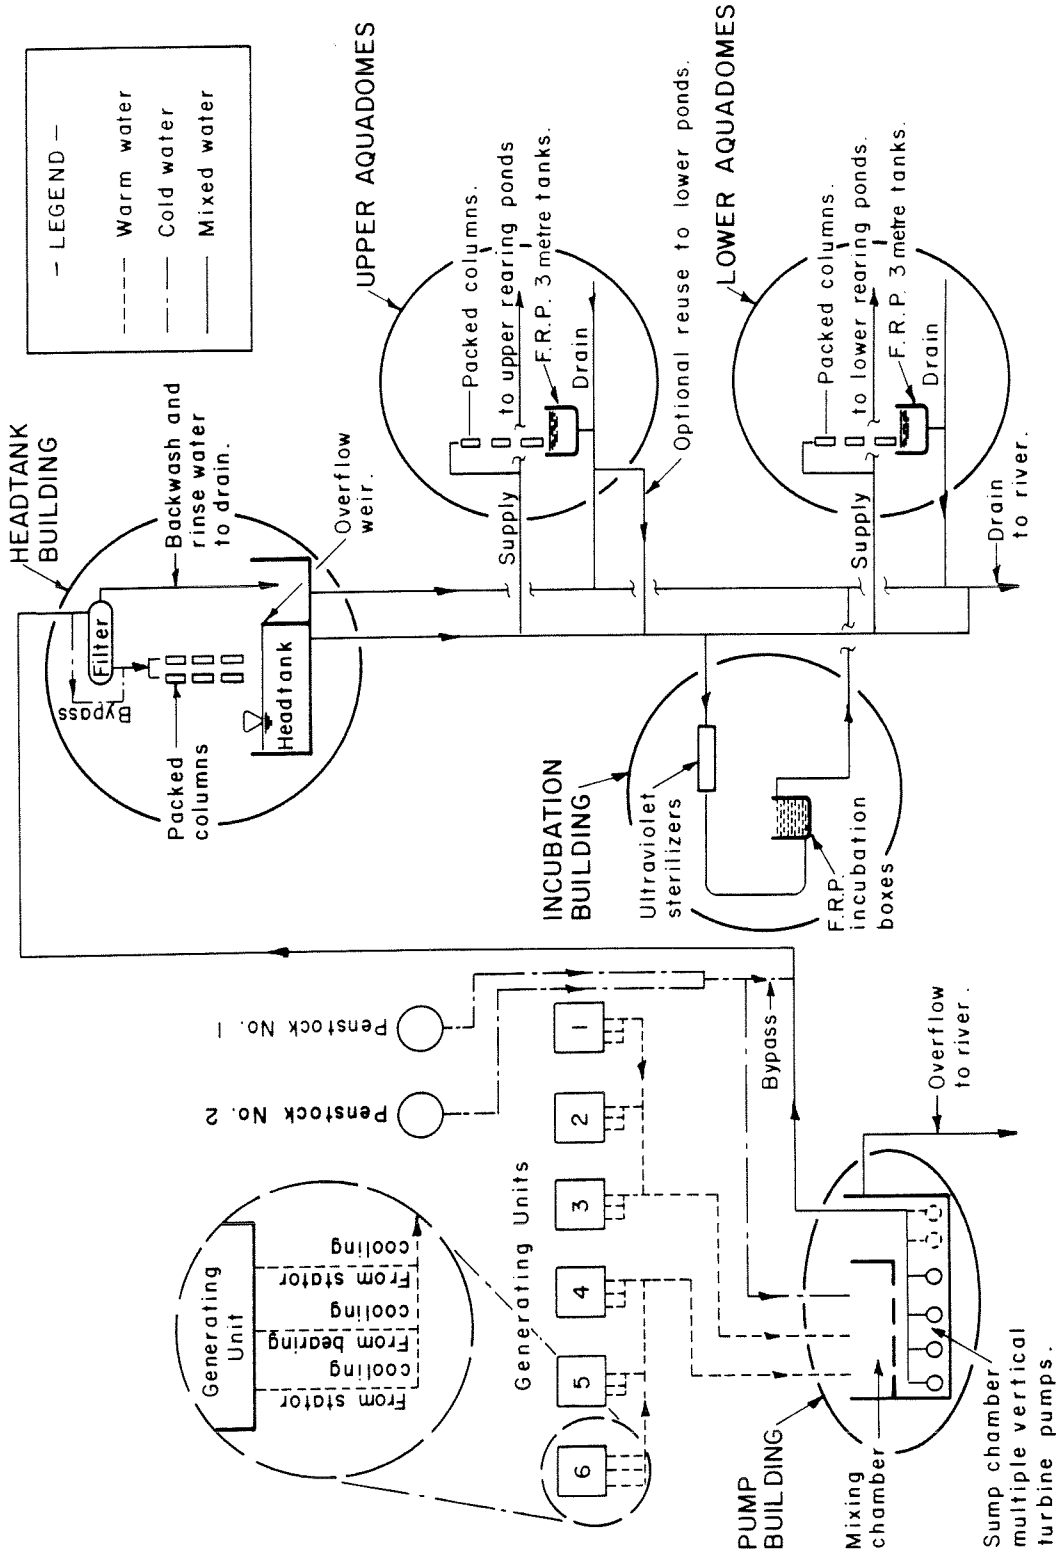 — LEGEND —
Warm water
Cold water
Mixed water
HEADTANK
BUILDING
Backwash and
rinse water
to drain.
Filter
Bypass
Overflow
weir.
Headtank
Packed
columns
UPPER AQUADOMES
Packed columns.
to upper rearing ponds
F.R.P. 3 metre tanks.
Drain
Supply
Optional reuse to lower ponds.
LOWER AQUADOMES
Packed columns.
to lower rearing ponds.
F.R.P. 3 metre tanks.
Drain
Supply
Drain
to river.
INCUBATION
BUILDING
Ultraviolet
sterilizers
F.R.P.
incubation
boxes
Penstock No. 1
Penstock No. 2
Generating
Unit
From stator
cooling
From bearing
cooling
From stator
cooling
Generating Units
1
2
3
4
5
6
Bypass
Overflow
to river.
PUMP
BUILDING
Mixing
chamber
Sump chamber
multiple vertical
turbine pumps.